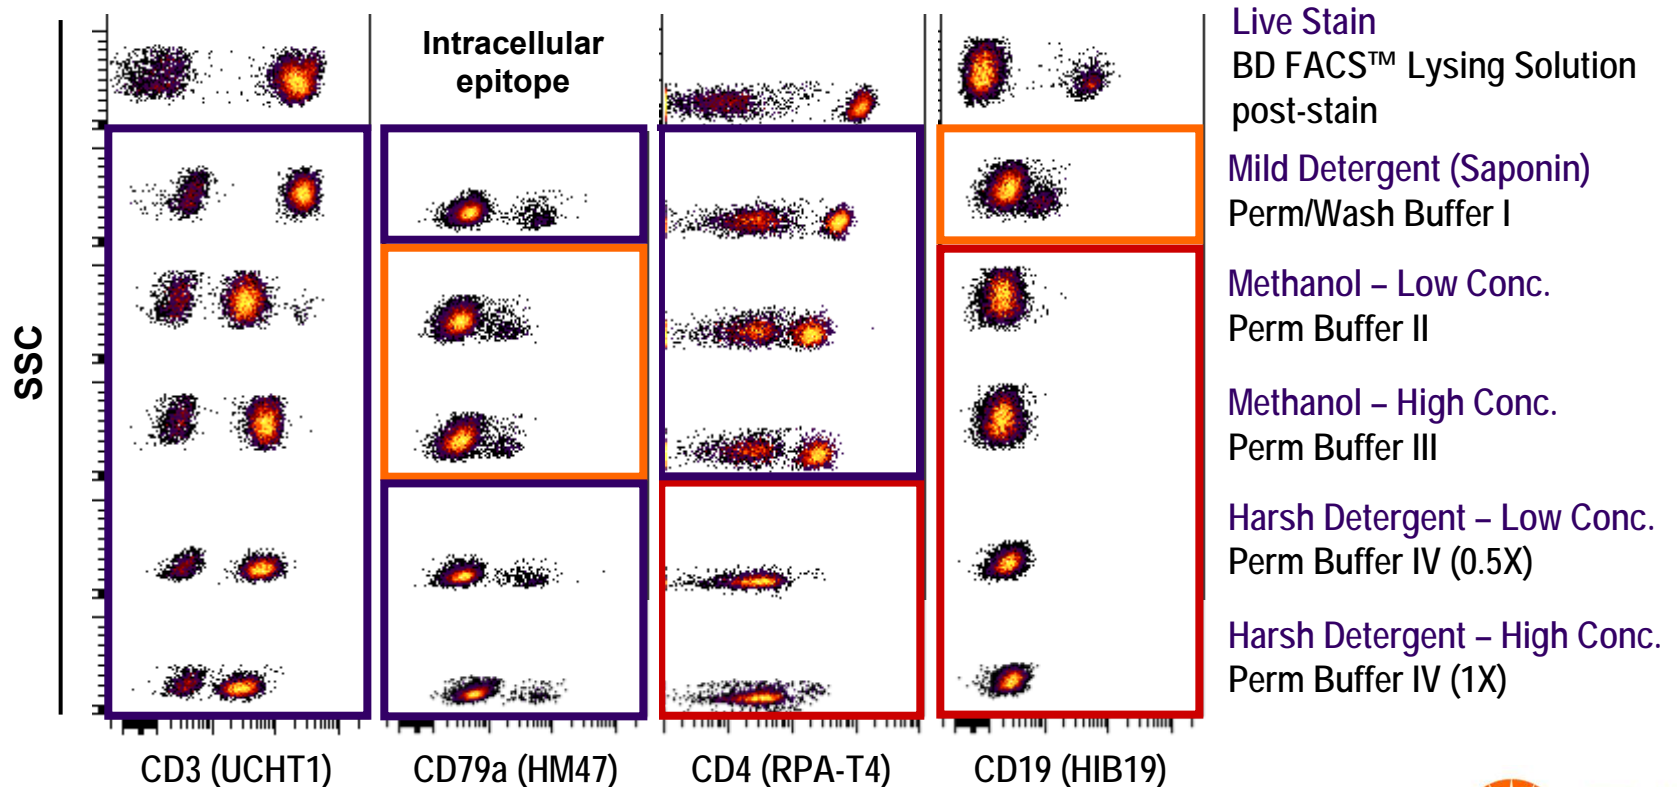 Live Stain
BD FACS™ Lysing Solution
post-stain
Intracellular
epitope
Mild Detergent (Saponin)
Perm/Wash Buffer I
Methanol – Low Conc.
Perm Buffer II
SSC
Methanol – High Conc.
Perm Buffer III
Harsh Detergent – Low Conc.
Perm Buffer IV (0.5X)
Harsh Detergent – High Conc.
Perm Buffer IV (1X)
CD3 (UCHT1)
CD79a (HM47)
CD4 (RPA-T4)
CD19 (HIB19)